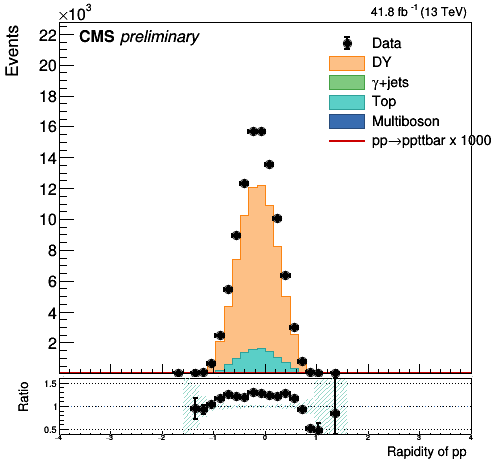 ×10³
41.8 fb⁻¹ (13 TeV)
CMS preliminary
Events
22
20
18
16
14
12
10
8
6
4
2
Data
DY
γ+jets
Top
Multiboson
pp→ppttbar x 1000
Ratio
1.5
1
0.5
-4 -3 -2 -1 0 1 2 3 4
Rapidity of pp